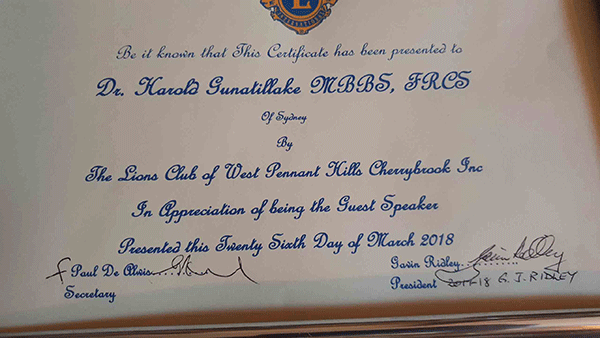 L
INTERNATIONAL
Be it known that This Certificate has been presented to
Dr. Harold Gunatillake MBBS, FRCS
Of Sydney
By
The Lions Club of West Pennant Hills Cherrybrook Inc
In Appreciation of being the Guest Speaker
Presented this Twenty Sixth Day of March 2018
f Paul De Alwis......
Secretary
Gavin Ridley..........
President 2017-18 G. J. RIDLEY